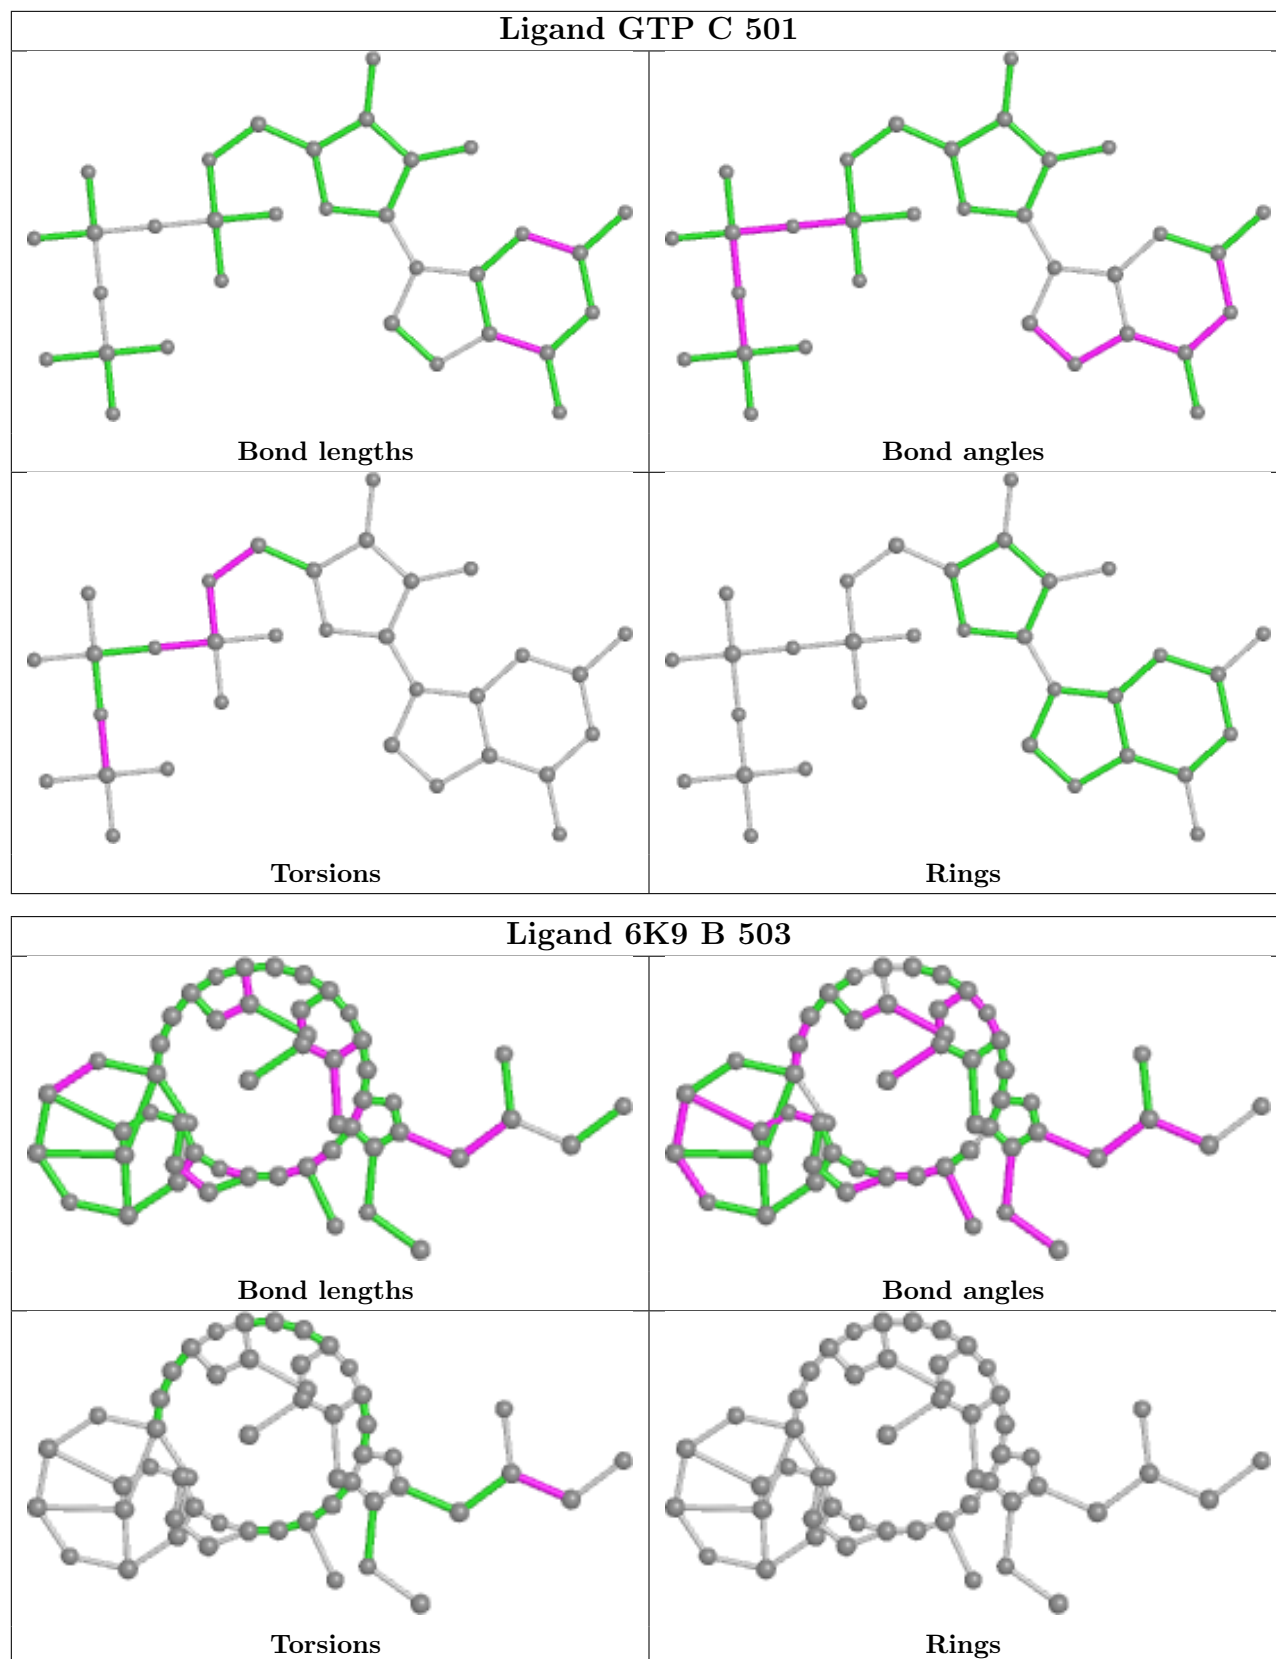 Ligand GTP C 501
Bond lengths
Bond angles
Torsions
Rings
Ligand 6K9 B 503
Bond lengths
Bond angles
Torsions
Rings